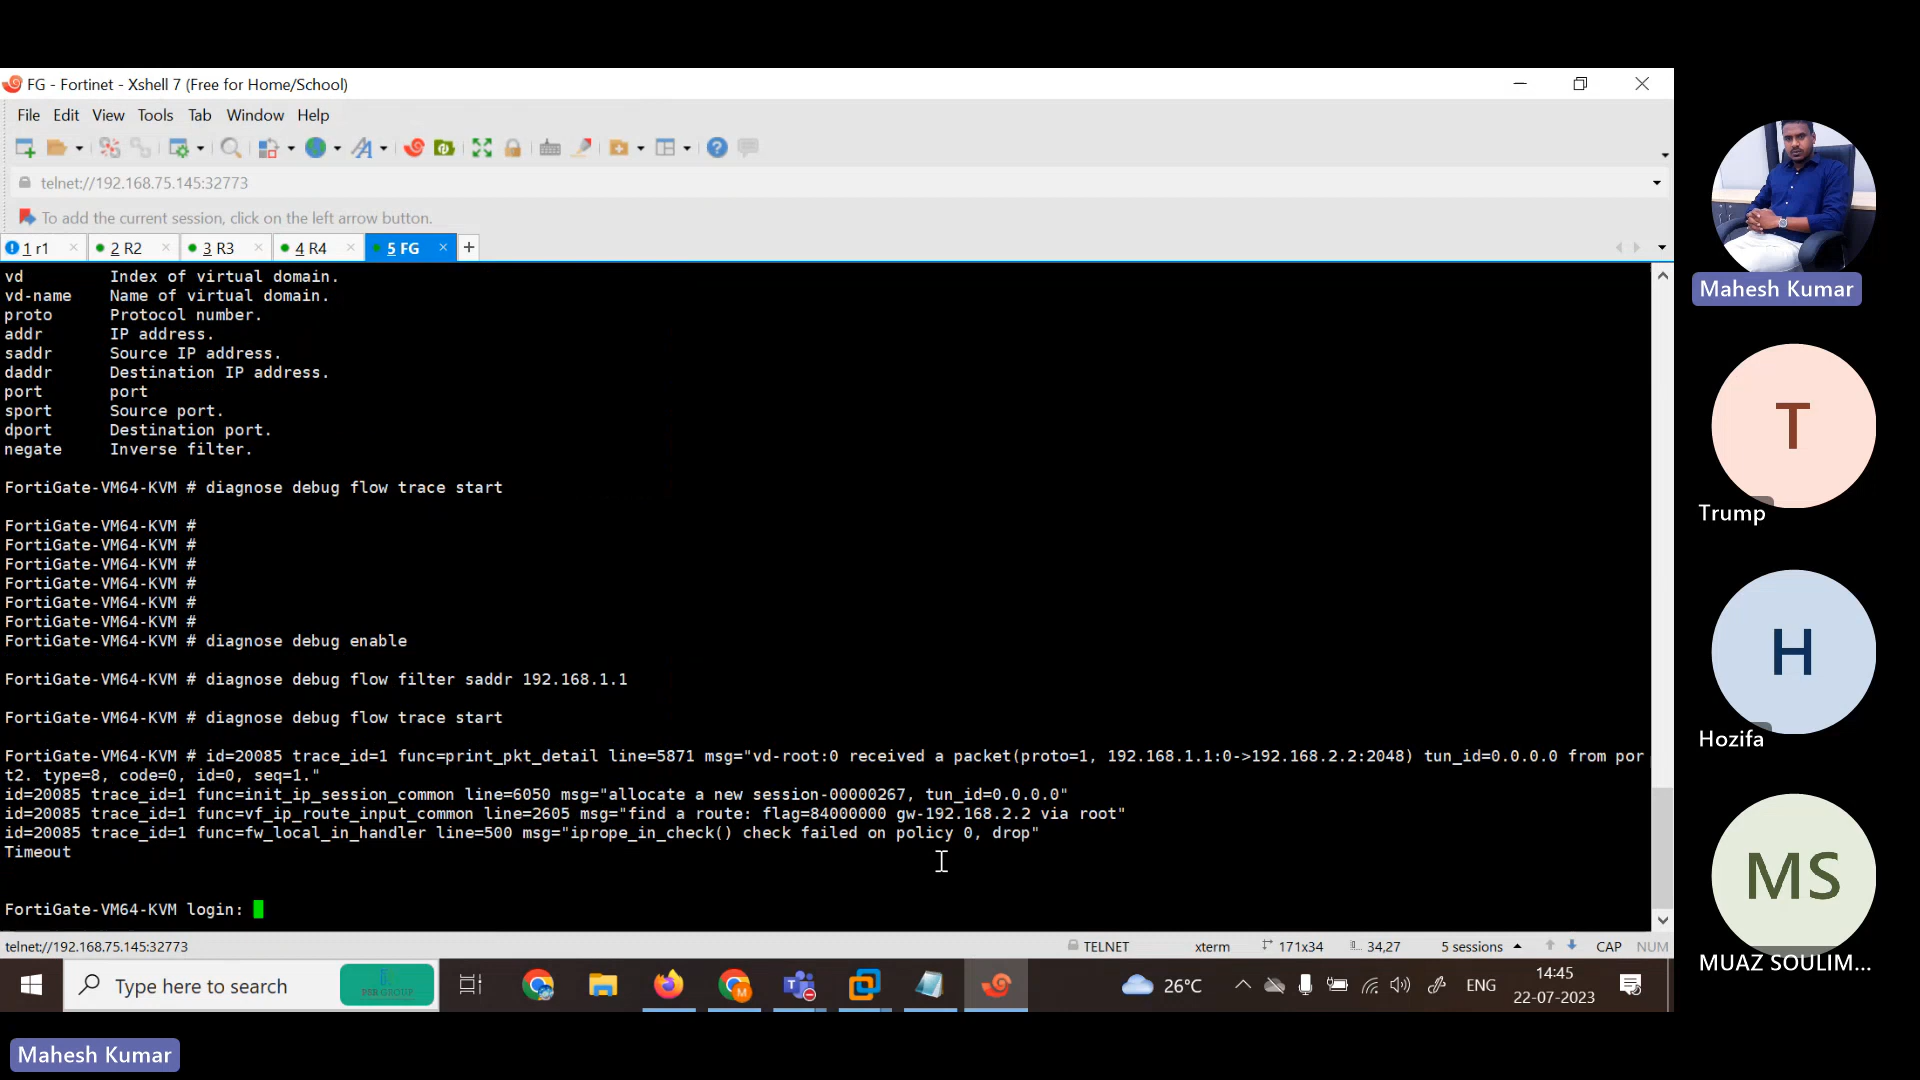 FG - Fortinet - Xshell 7 (Free for Home/School)
File Edit View Tools Tab Window Help
telnet://192.168.75.145:32773
To add the current session, click on the left arrow button.
1 r1 2 R2 3 R3 4 R4 5 FG
vd Index of virtual domain.
vd-name Name of virtual domain.
proto Protocol number.
addr IP address.
saddr Source IP address.
daddr Destination IP address.
port port
sport Source port.
dport Destination port.
negate Inverse filter.
FortiGate-VM64-KVM # diagnose debug flow trace start
FortiGate-VM64-KVM #
FortiGate-VM64-KVM #
FortiGate-VM64-KVM #
FortiGate-VM64-KVM #
FortiGate-VM64-KVM #
FortiGate-VM64-KVM #
FortiGate-VM64-KVM # diagnose debug enable
FortiGate-VM64-KVM # diagnose debug flow filter saddr 192.168.1.1
FortiGate-VM64-KVM # diagnose debug flow trace start
FortiGate-VM64-KVM # id=20085 trace_id=1 func=print_pkt_detail line=5871 msg="vd-root:0 received a packet(proto=1, 192.168.1.1:0->192.168.2.2:2048) tun_id=0.0.0.0 from por
t2. type=8, code=0, id=0, seq=1."
id=20085 trace_id=1 func=init_ip_session_common line=6050 msg="allocate a new session-00000267, tun_id=0.0.0.0"
id=20085 trace_id=1 func=vf_ip_route_input_common line=2605 msg="find a route: flag=84000000 gw-192.168.2.2 via root"
id=20085 trace_id=1 func=fw_local_in_handler line=500 msg="iprope_in_check() check failed on policy 0, drop"
Timeout
FortiGate-VM64-KVM login:
telnet://192.168.75.145:32773 TELNET xterm 171x34 34,27 5 sessions CAP NUM
Type here to search
PSB GROUP
26°C ENG
14:45
22-07-2023
Mahesh Kumar
T
Trump
H
Hozifa
MS
MUAZ SOULIM...
Mahesh Kumar